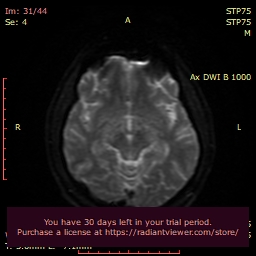 Im: 31/44
STP75
Se: 4
STP75
A
M
Ax DWI B 1000
R
L
You have 30 days left in your trial period.
Purchase a license at https://radiantviewer.com/store/